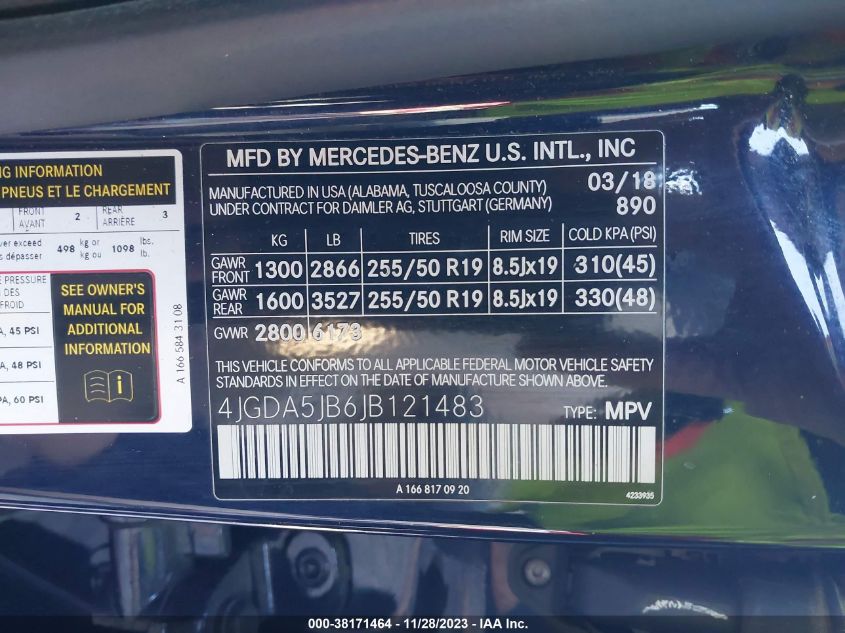 NG INFORMATION
PNEUS ET LE CHARGEMENT
FRONT
AVANT
2
REAR
ARRIÈRE
3
ver exceed
s dépasser
498
kg or
kg ou
1098
lbs.
lb.
PRESSURE
DES
FROID
A, 45 PSI
A, 48 PSI
A, 60 PSI
SEE OWNER'S
MANUAL FOR
ADDITIONAL
INFORMATION
A 166 584 31 08
MFD BY MERCEDES-BENZ U.S. INTL., INC
MANUFACTURED IN USA (ALABAMA, TUSCALOOSA COUNTY) 03/18
UNDER CONTRACT FOR DAIMLER AG, STUTTGART (GERMANY) 890
KG LB TIRES RIM SIZE COLD KPA (PSI)
GAWR FRONT 1300 2866 255/50 R19 8.5Jx19 310(45)
GAWR REAR 1600 3527 255/50 R19 8.5Jx19 330(48)
GVWR 2800 6173
THIS VEHICLE CONFORMS TO ALL APPLICABLE FEDERAL MOTOR VEHICLE SAFETY
STANDARDS IN EFFECT ON THE DATE OF MANUFACTURE SHOWN ABOVE.
4JGDA5JB6JB121483 TYPE: MPV
A 166 817 09 20
4233935
000-38171464 - 11/28/2023 - IAA Inc.